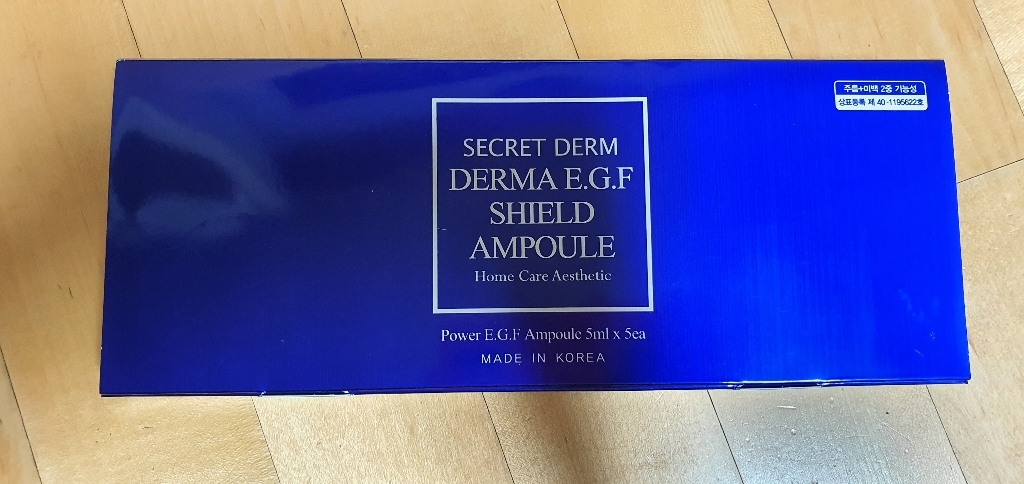 주름+미백 2중 기능성
상표등록 제 40-1195622호
SECRET DERM
DERMA E.G.F
SHIELD
AMPOULE
Home Care Aesthetic
Power E.G.F Ampoule 5ml x 5ea
MADE IN KOREA